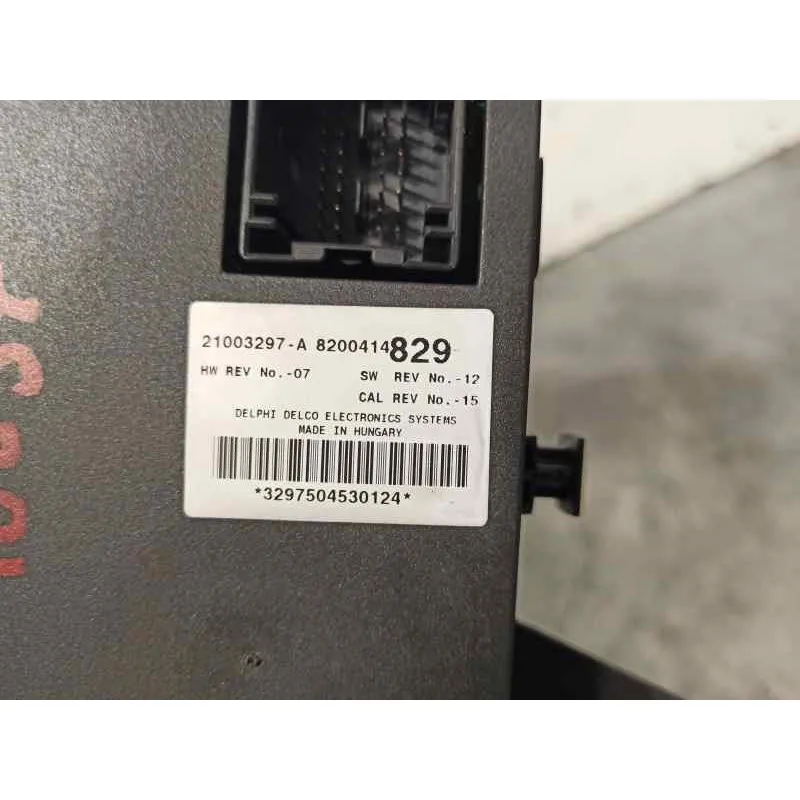 21003297-A 8200414829
HW REV No.-07 SW REV No.-12
CAL REV No.-15
DELPHI DELCO ELECTRONICS SYSTEMS
MADE IN HUNGARY
*3297504530124*